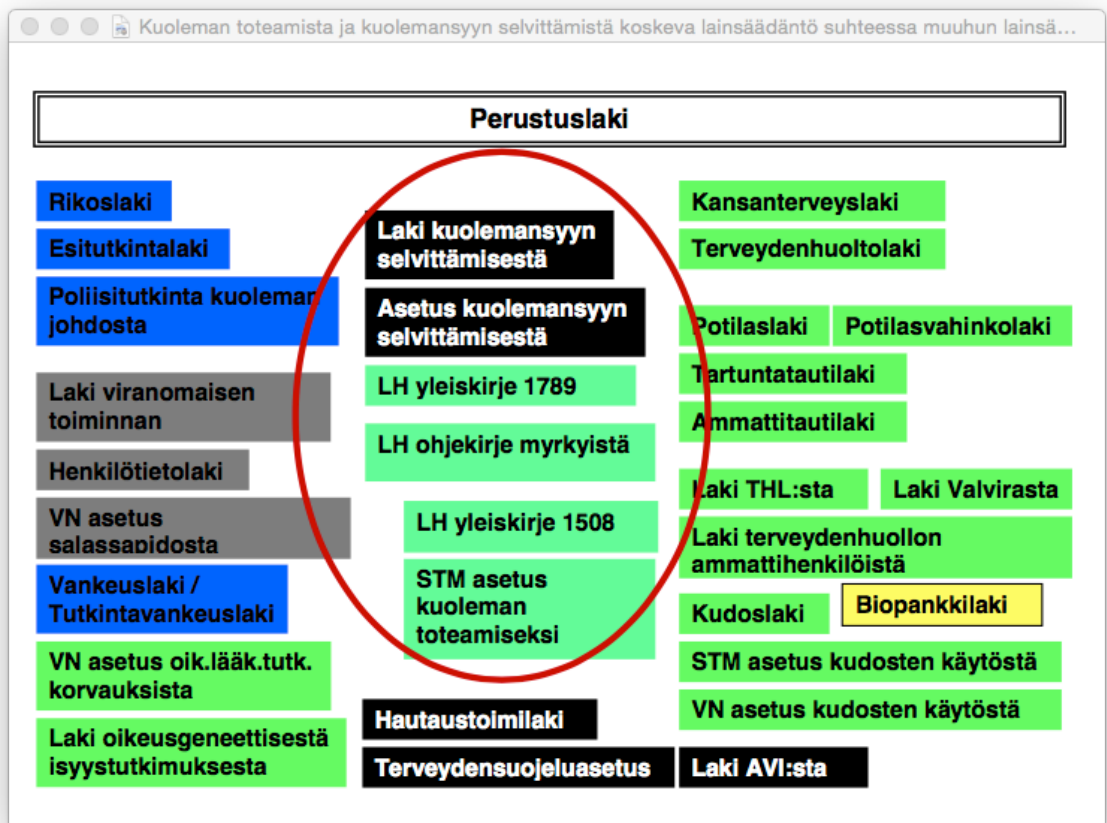 Kuoleman toteamista ja kuolemansyyn selvittämistä koskeva lainsäädäntö suhteessa muuhun lainsä...
Perustuslaki
Rikoslaki
Esitutkintalaki
Poliisitutkinta kuoleman
johdosta
Laki viranomaisen
toiminnan
Henkilötietolaki
VN asetus
salassapidosta
Vankeuslaki /
Tutkintavankeuslaki
VN asetus oik.lääk.tutk.
korvauksista
Laki oikeusgeneettisestä
isyystutkimuksesta
Laki kuolemansyyn
selvittämisestä
Asetus kuolemansyyn
selvittämisestä
LH yleiskirje 1789
LH ohjekirje myrkyistä
LH yleiskirje 1508
STM asetus
kuoleman
toteamiseksi
Hautaustoimilaki
Terveydensuojeluasetus
Kansanterveyslaki
Terveydenhuoltolaki
Potilaslaki Potilasvahinkolaki
Tartuntatautilaki
Ammattitautilaki
Laki THL:sta Laki Valvirasta
Laki terveydenhuollon
ammattihenkilöistä
Kudoslaki Biopankkilaki
STM asetus kudosten käytöstä
VN asetus kudosten käytöstä
Laki AVI:sta